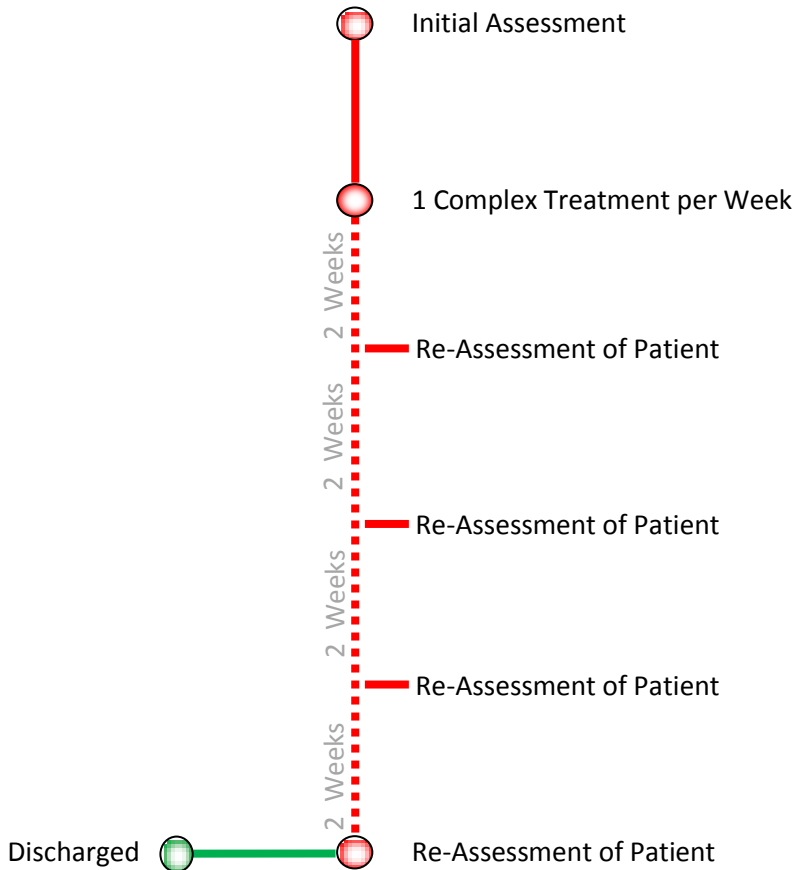 Initial Assessment
1 Complex Treatment per Week
2 Weeks
Re-Assessment of Patient
2 Weeks
Re-Assessment of Patient
2 Weeks
Re-Assessment of Patient
2 Weeks
Discharged
Re-Assessment of Patient